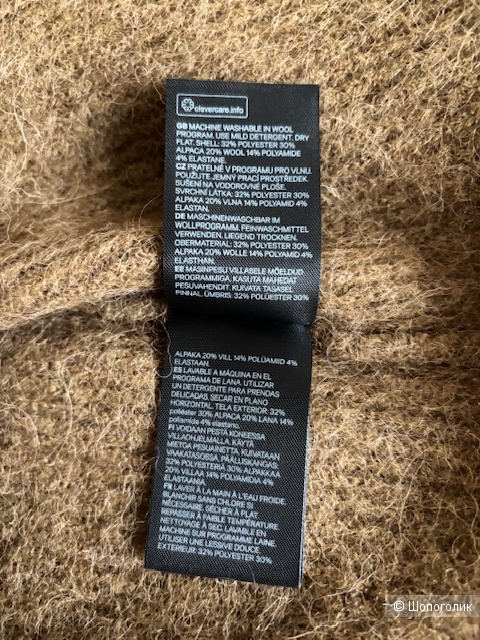 clevercare.info
GB MACHINE WASHABLE IN WOOL
PROGRAM. USE MILD DETERGENT. DRY
FLAT. SHELL: 32% POLYESTER 30%
ALPACA 20% WOOL 14% POLYAMIDE
4% ELASTANE.
CZ PRATELNÉ V PROGRAMU PRO VLNU.
POUŽIJTE JEMNÝ PRACÍ PROSTŘEDEK.
SUŠENÍ NA VODOROVNÉ PLOŠE.
SVRCHNÍ LÁTKA: 32% POLYESTER 30%
ALPAKA 20% VLNA 14% POLYAMID 4%
ELASTAN.
DE MASCHINENWASCHBAR IM
WOLLPROGRAMM. FEINWASCHMITTEL
VERWENDEN. LIEGEND TROCKNEN.
OBERMATERIAL: 32% POLYESTER 30%
ALPAKA 20% WOLLE 14% POLYAMID 4%
ELASTHAN.
EE MASINPESU VILLASELE MÕELDUD
PROGRAMMIGA. KASUTA MAHEDAT
PESUVAHENDIT. KUIVATA TASASEL
PINNAL. ÜMBRIS: 32% POLÜESTER 30%
ALPAKA 20% VILL 14% POLÜAMIID 4%
ELASTAAN.
ES LAVABLE A MÁQUINA EN EL
PROGRAMA DE LANA. UTILIZAR
UN DETERGENTE PARA PRENDAS
DELICADAS. SECAR EN PLANO
HORIZONTAL. TELA EXTERIOR: 32%
poliéster 30% ALPACA 20% LANA 14%
poliamida 4% elastano.
FI VOIDAAN PESTÄ KONEESSA
VILLAOHJELMALLA. KÄYTÄ
MIETOA PESUAINETTA. KUIVATAAN
VAAKATASOSSA. PÄÄLLISKANGAS:
32% POLYESTERIÄ 30% ALPAKKAA
20% VILLAA 14% POLYAMIDIA 4%
ELASTAANIA
FR LAVER À LA MAIN À L'EAU FROIDE.
BLANCHIR SANS CHLORE SI
NÉCESSAIRE. SÉCHER À PLAT.
REPASSER À FAIBLE TEMPÉRATURE.
NETTOYAGE À SEC. LAVABLE EN
MACHINE SUR PROGRAMME LAINE.
UTILISER UNE LESSIVE DOUCE.
EXTÉRIEUR: 32% POLYESTER 30%
© Шопоголик